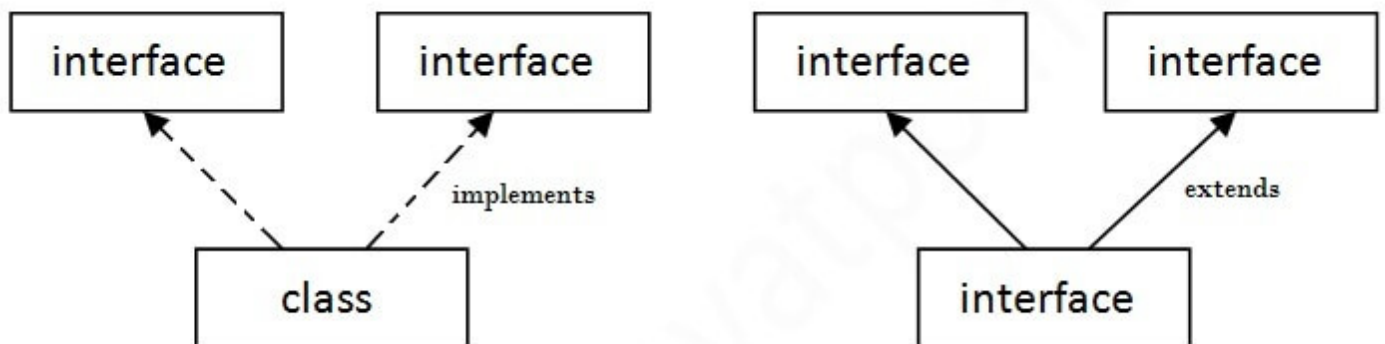 interface interface interface interface
implements extends
class interface